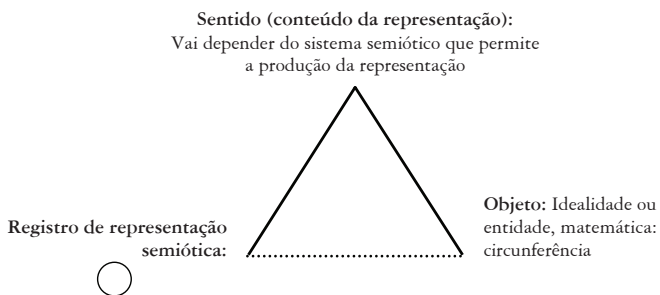 Sentido (conteúdo da representação):
Vai depender do sistema semiótico que permite
a produção da representação
Registro de representação
semiótica:
Objeto: Idealidade ou
entidade, matemática:
circunferência